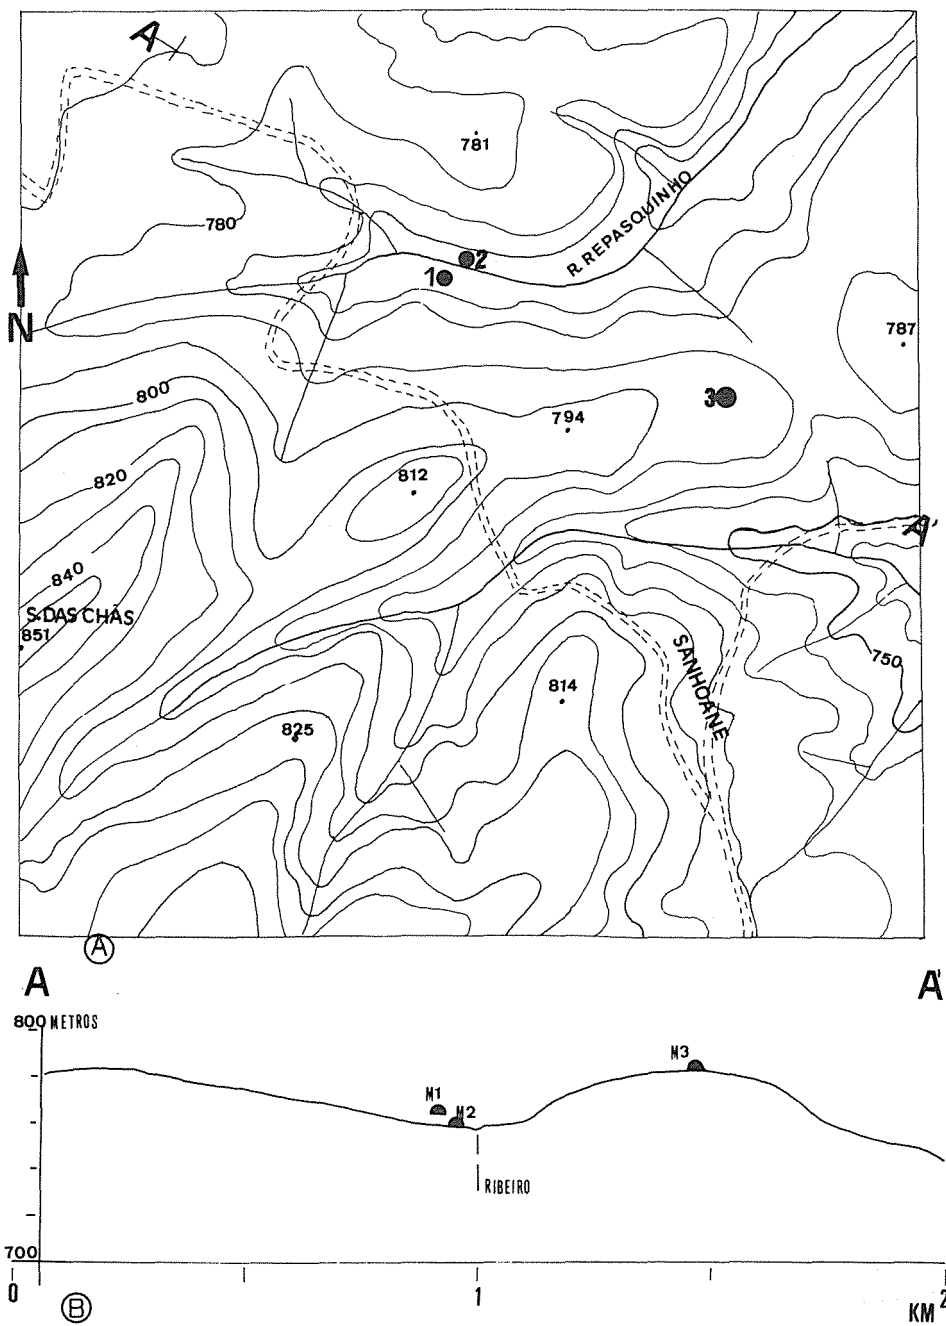 A
781
780
R. REPASQUINHO
2
1
N
787
800
3
794
820
812
A'
840
S. DAS CHÃS
851
SANHOANE
750
814
825
A
A A'
800 METROS
M3
M1
M2
RIBEIRO
700
0 1 KM 2
B